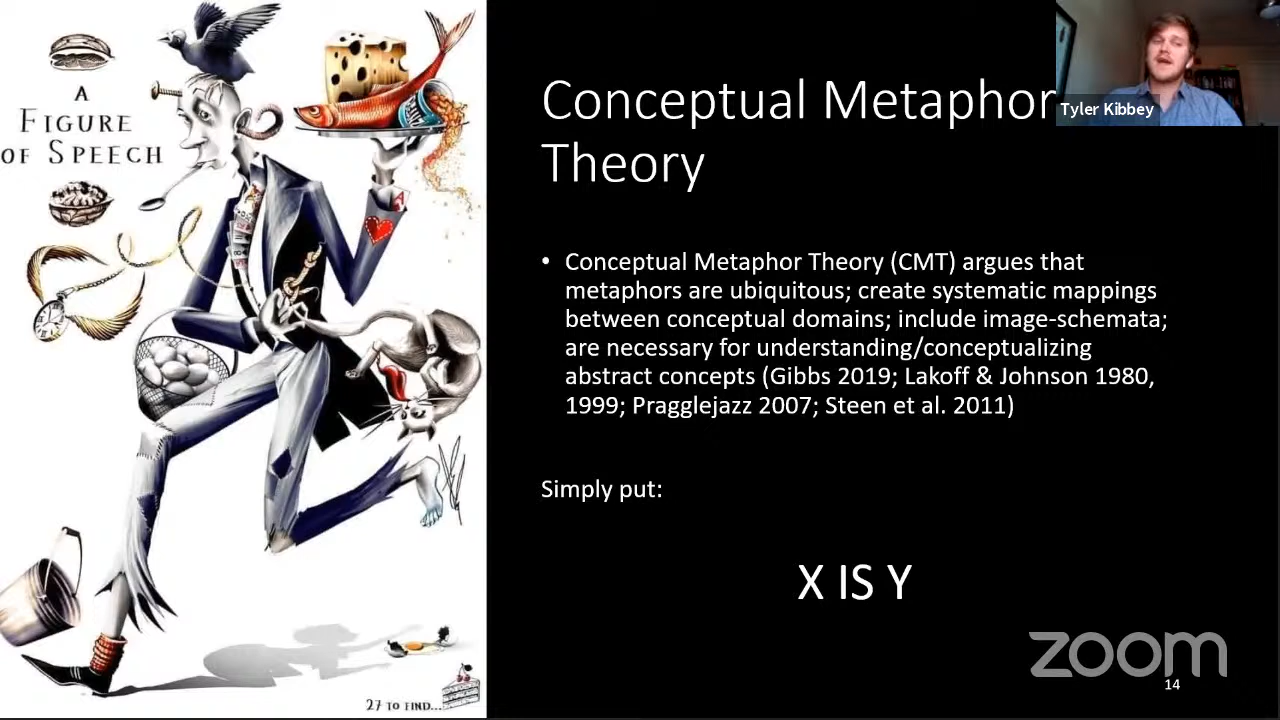 A
FIGURE
OF SPEECH
Conceptual Metaphor
Theory
Tyler Kibbey
• Conceptual Metaphor Theory (CMT) argues that
metaphors are ubiquitous; create systematic mappings
between conceptual domains; include image-schemata;
are necessary for understanding/conceptualizing
abstract concepts (Gibbs 2019; Lakoff & Johnson 1980,
1999; Pragglejazz 2007; Steen et al. 2011)
Simply put:
X IS Y
zoom
14
27 TO FIND...